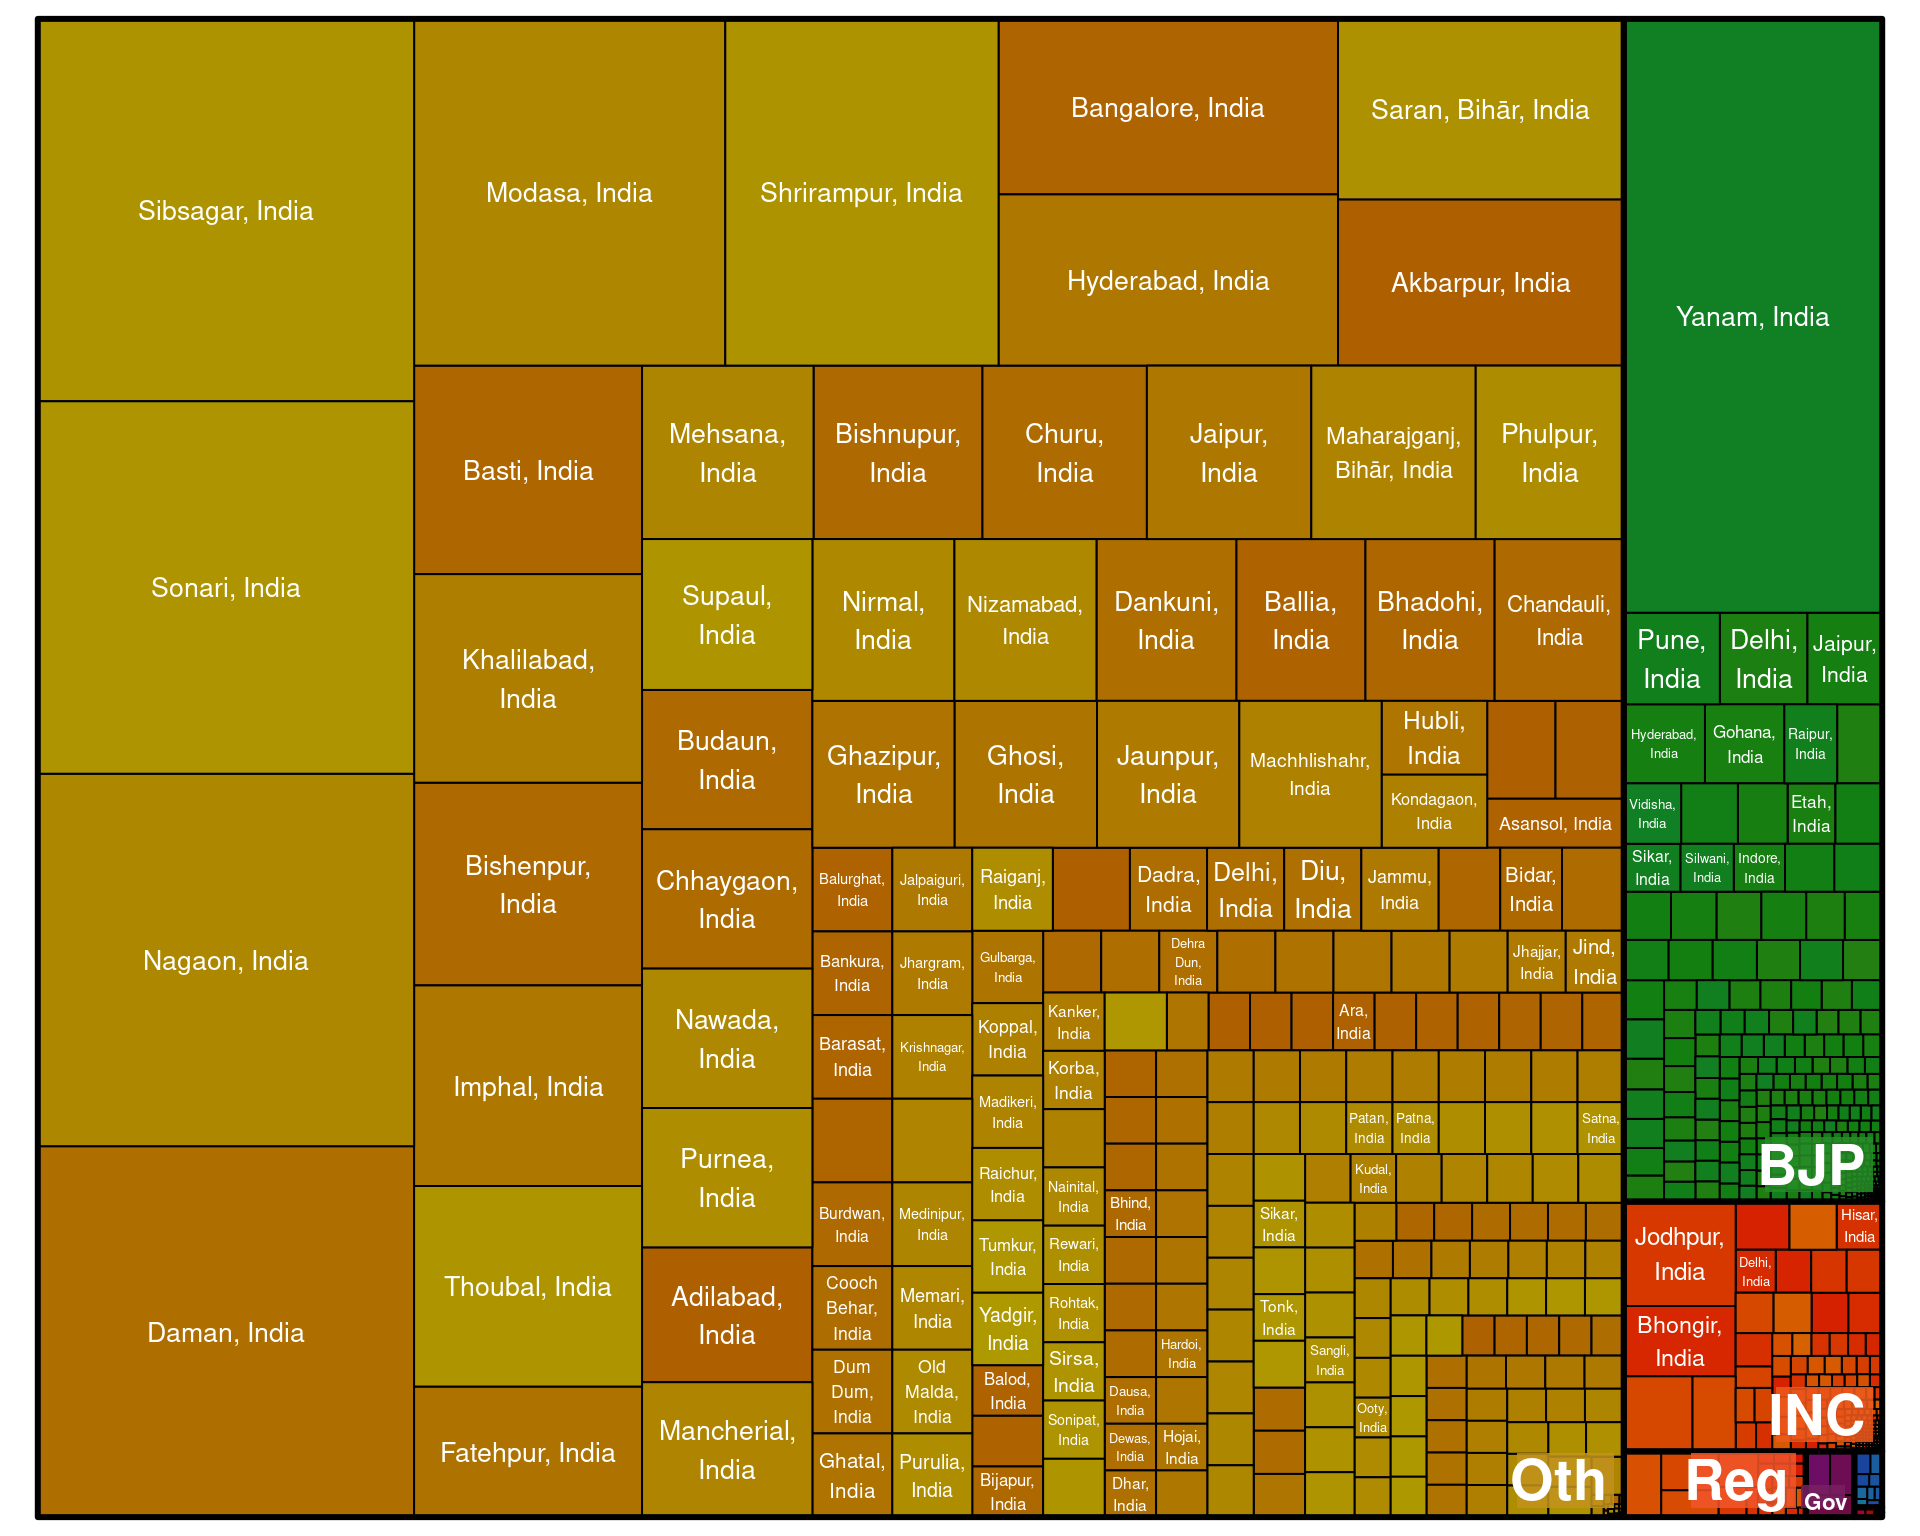 Sibsagar, India
Sonari, India
Nagaon, India
Daman, India
Modasa, India
Shrirampur, India
Bangalore, India
Hyderabad, India
Saran, Bihār, India
Akbarpur, India
Basti, India
Khalilabad,
India
Bishenpur,
India
Imphal, India
Thoubal, India
Fatehpur, India
Mehsana,
India
Bishnupur,
India
Churu,
India
Jaipur,
India
Maharajganj,
Bihār, India
Phulpur,
India
Supaul,
India
Budaun,
India
Chhaygaon,
India
Nawada,
India
Purnea,
India
Adilabad,
India
Mancherial,
India
Nirmal,
India
Nizamabad,
India
Dankuni,
India
Ballia,
India
Bhadohi,
India
Chandauli,
India
Ghazipur,
India
Ghosi,
India
Jaunpur,
India
Machhlishahr,
India
Hubli,
India
Kondagaon,
India
Asansol, India
Balurghat,
India
Bankura,
India
Barasat,
India
Burdwan,
India
Cooch
Behar,
India
Dum
Dum,
India
Ghatal,
India
Jalpaiguri,
India
Jhargram,
India
Krishnagar,
India
Medinipur,
India
Memari,
India
Old
Malda,
India
Purulia,
India
Raiganj,
India
Dadra,
India
Delhi,
India
Diu,
India
Jammu,
India
Bidar,
India
Gulbarga,
India
Koppal,
India
Madikeri,
India
Raichur,
India
Tumkur,
India
Yadgir,
India
Balod,
India
Bijapur,
India
Dehra
Dun,
India
Jhajjar,
India
Jind,
India
Kanker,
India
Korba,
India
Nainital,
India
Rewari,
India
Rohtak,
India
Sirsa,
India
Sonipat,
India
Ara,
India
Bhind,
India
Hardoi,
India
Dausa,
India
Dewas,
India
Hojai,
India
Dhar,
India
Patan,
India
Patna,
India
Satna,
India
Kudal,
India
Sikar,
India
Tonk,
India
Sangli,
India
Ooty,
India
Oth
Yanam, India
Pune,
India
Delhi,
India
Jaipur,
India
Hyderabad,
India
Gohana,
India
Raipur,
India
Vidisha,
India
Etah,
India
Sikar,
India
Silwani,
India
Indore,
India
BJP
Jodhpur,
India
Hisar,
India
Delhi,
India
Bhongir,
India
INC
Reg
Gov